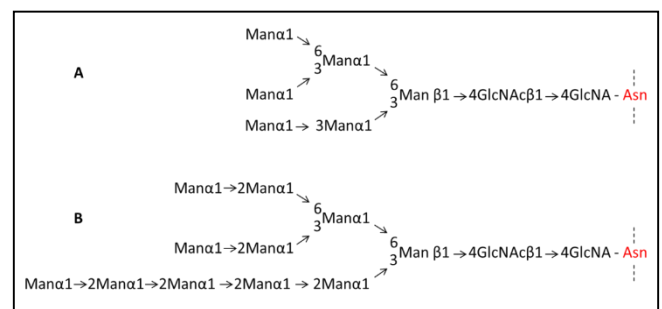 Manα1→
A
6
3Manα1→
Manα1→
6
3Man β1→4GlcNAcβ1→4GlcNA - Asn
Manα1→ 3Manα1→
Manα1→2Manα1→
B
6
3Manα1→
Manα1→2Manα1→
6
3Man β1→4GlcNAcβ1→4GlcNA - Asn
Manα1→2Manα1→2Manα1→2Manα1→ 2Manα1→